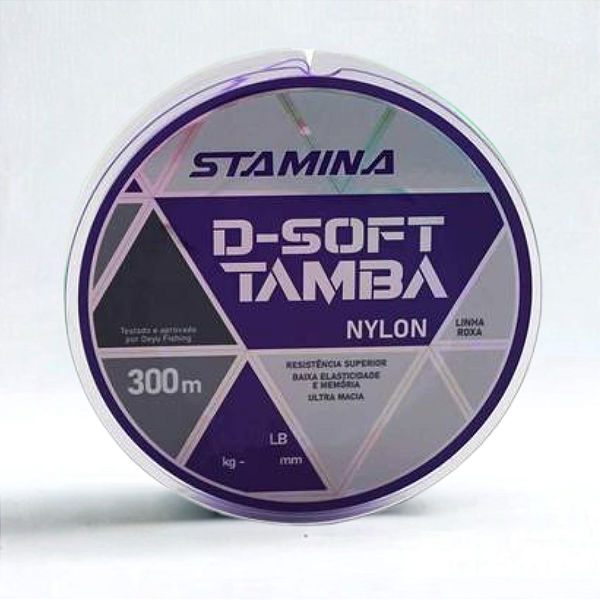 STAMINA
D-SOFT
TAMBA
NYLON
LINHA
ROXA
Testado e aprovado
por Deyu Fishing
300m
RESISTÊNCIA SUPERIOR
BAIXA ELASTICIDADE
E MEMÓRIA
ULTRA MACIA
LB
kg - mm